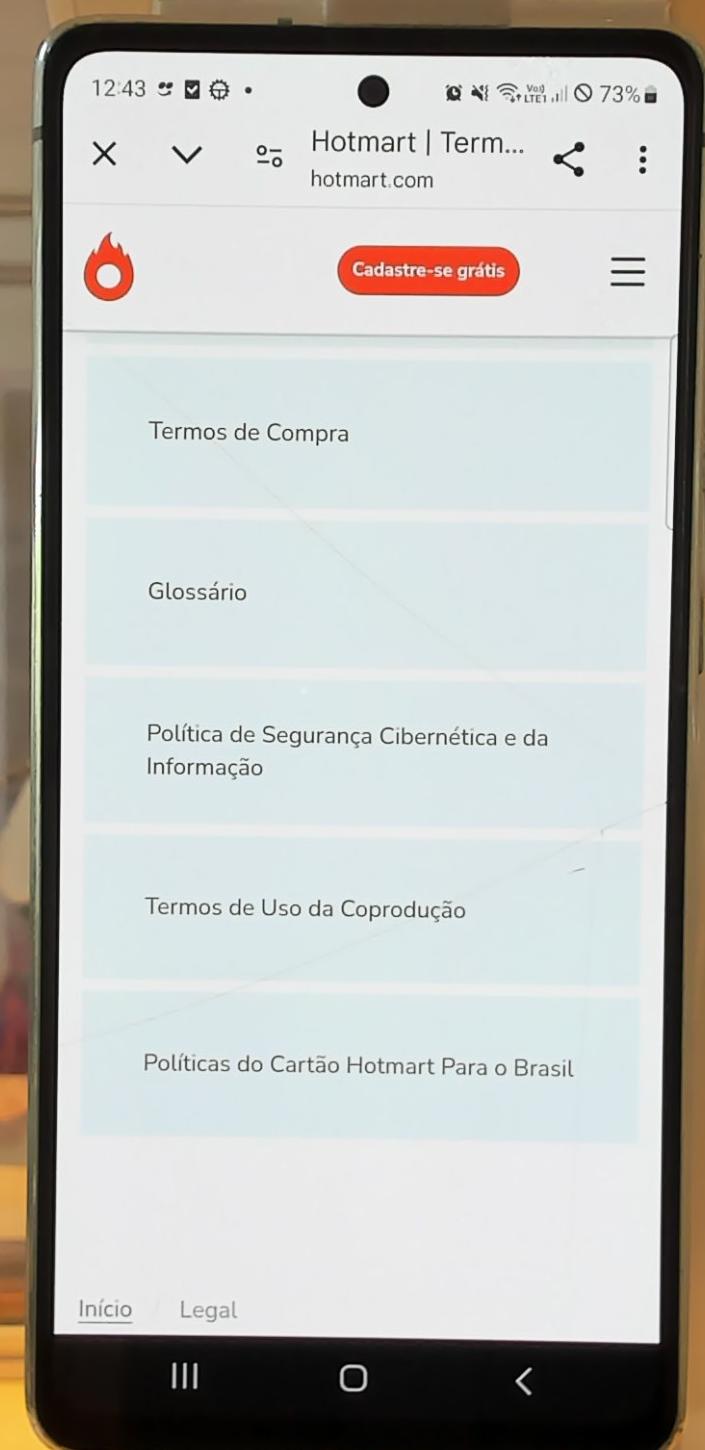 12:43
Vo))
LTE1
73%
Hotmart | Term...
hotmart.com
Cadastre-se grátis
Termos de Compra
Glossário
Política de Segurança Cibernética e da
Informação
Termos de Uso da Coprodução
Políticas do Cartão Hotmart Para o Brasil
Início / Legal